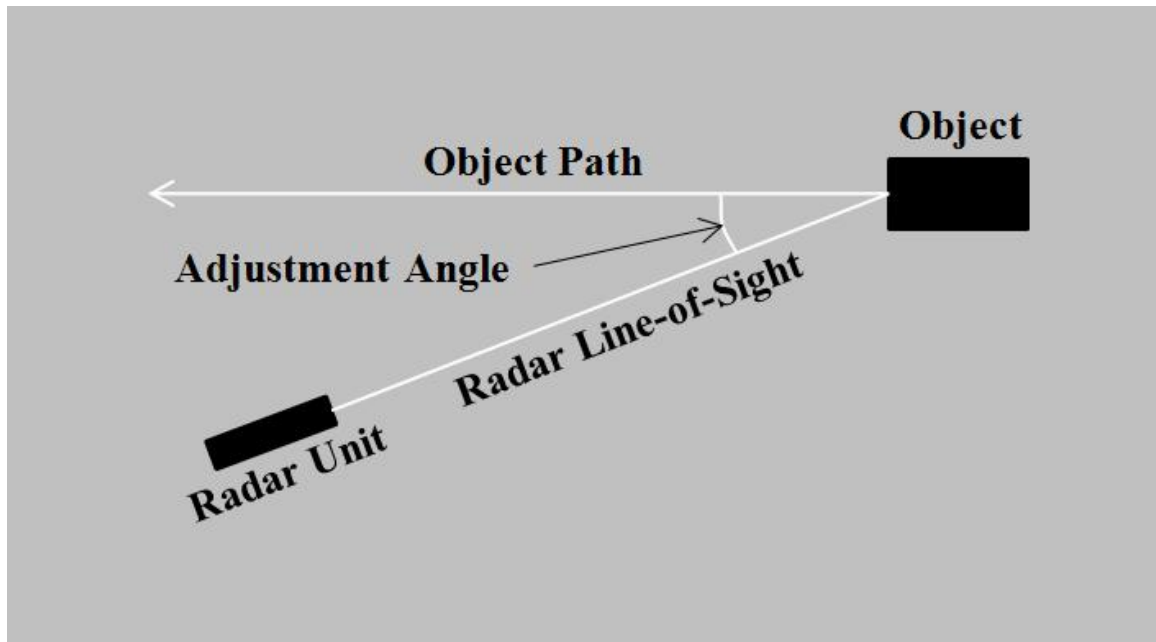 Object
Object Path
Adjustment Angle
Radar Line-of-Sight
Radar Unit